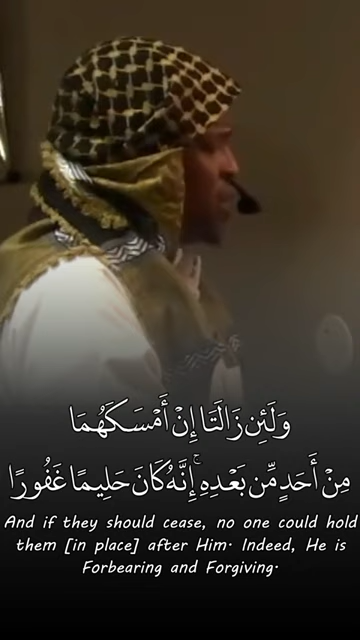 وَلَئِن زَالَتَا إِنْ أَمْسَكَهُمَا
مِنْ أَحَدٍ مِّن بَعْدِهِ ۚ إِنَّهُ كَانَ حَلِيمًا غَفُورًا
And if they should cease, no one could hold
them [in place] after Him. Indeed, He is
Forbearing and Forgiving.